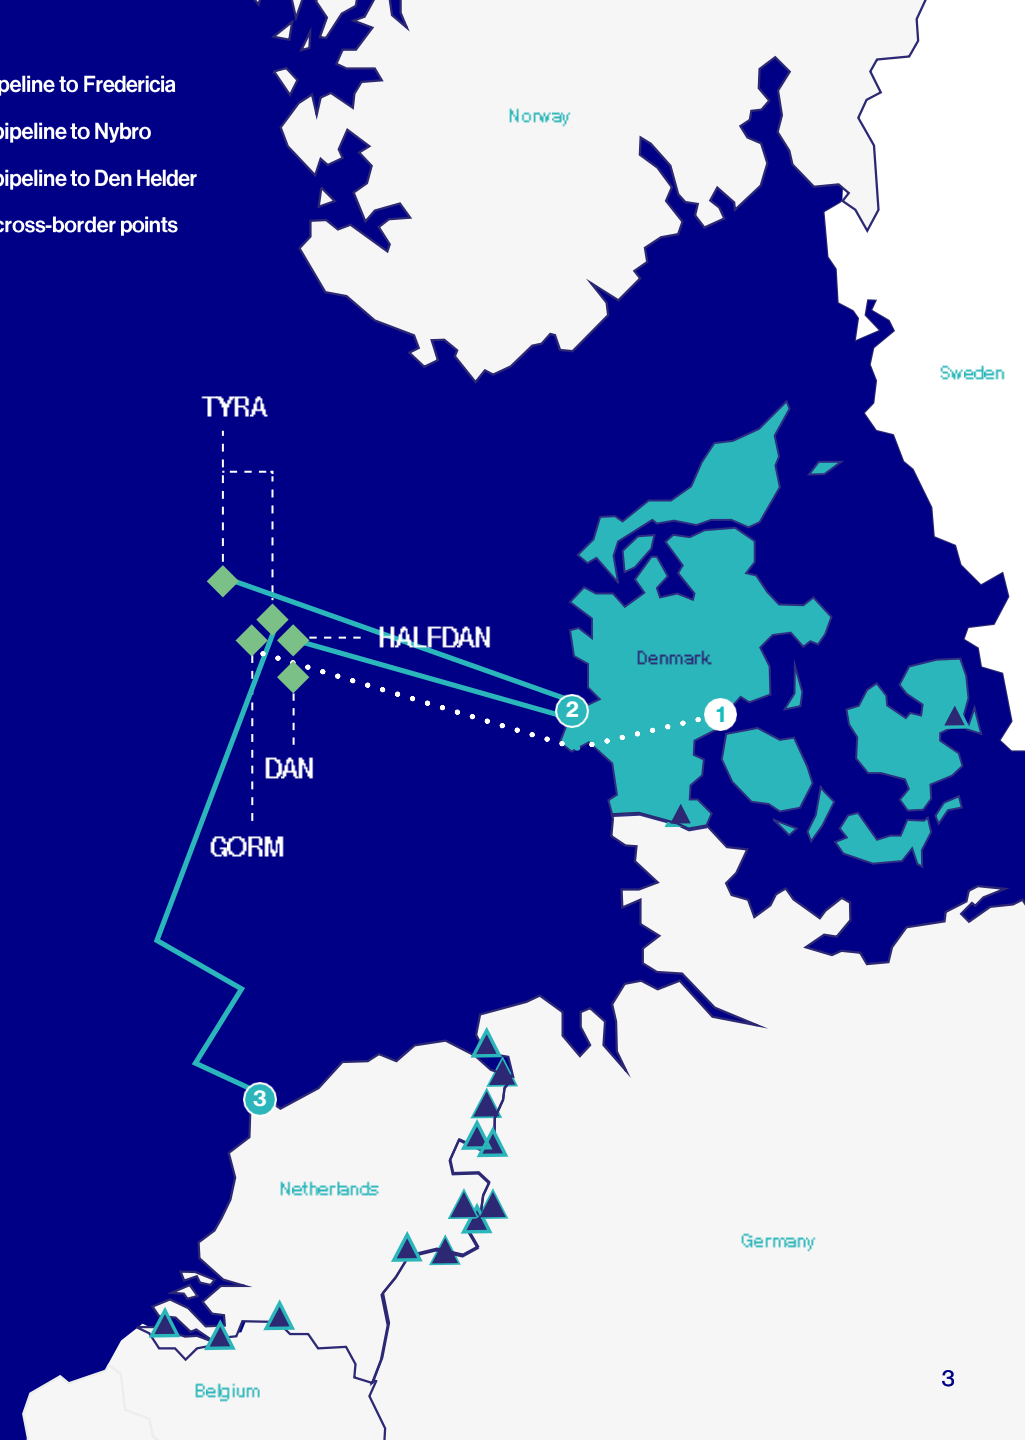 peline to Fredericia
pipeline to Nybro
pipeline to Den Helder
cross-border points
Norway
Sweden
TYRA
HALFDAN
Denmark
2
1
DAN
GORM
3
Netherlands
Germany
Belgium
3